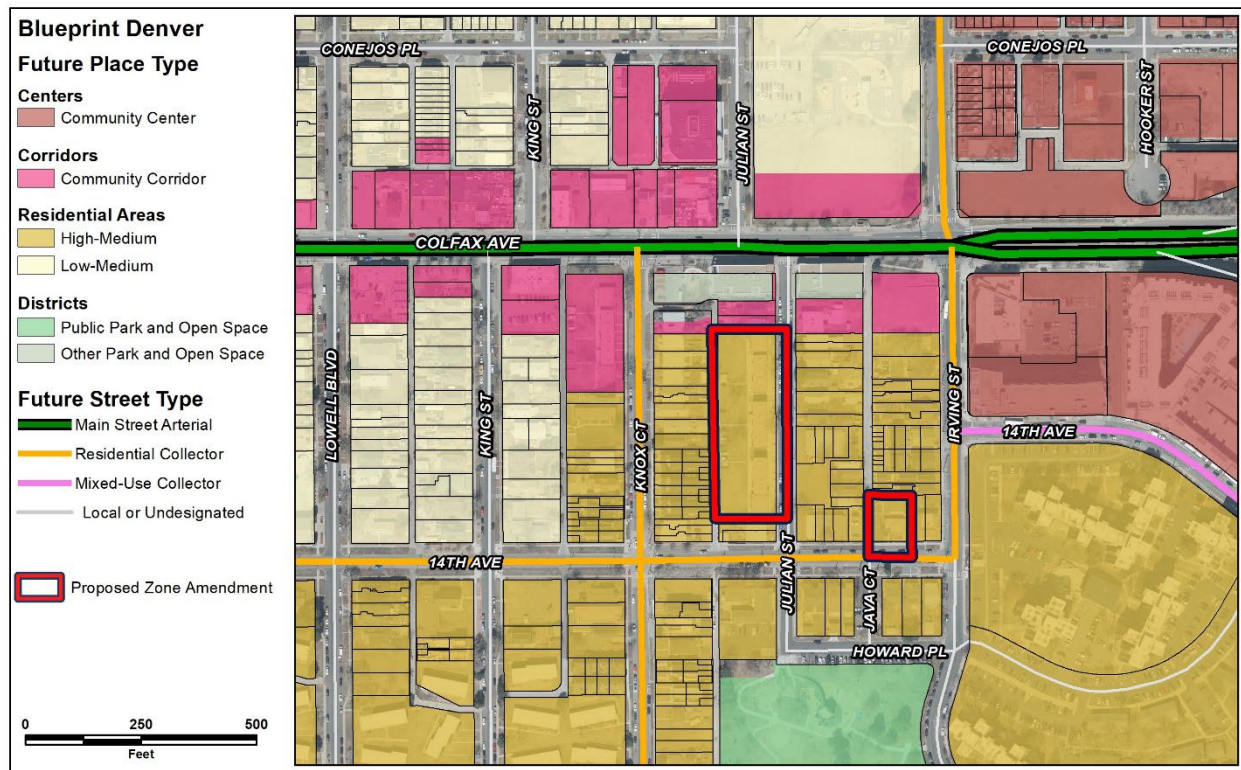 Blueprint Denver
Future Place Type
Centers
Community Center
Corridors
Community Corridor
Residential Areas
High-Medium
Low-Medium
Districts
Public Park and Open Space
Other Park and Open Space
Future Street Type
Main Street Arterial
Residential Collector
Mixed-Use Collector
Local or Undesignated
Proposed Zone Amendment
0 250 500
Feet
CONEJOS PL
CONEJOS PL
KING ST
JULIAN ST
HOOKER ST
COLFAX AVE
LOWELL BLVD
KING ST
KNOX CT
IRVING ST
14TH AVE
14TH AVE
JULIAN ST
JAVA CT
HOWARD PL